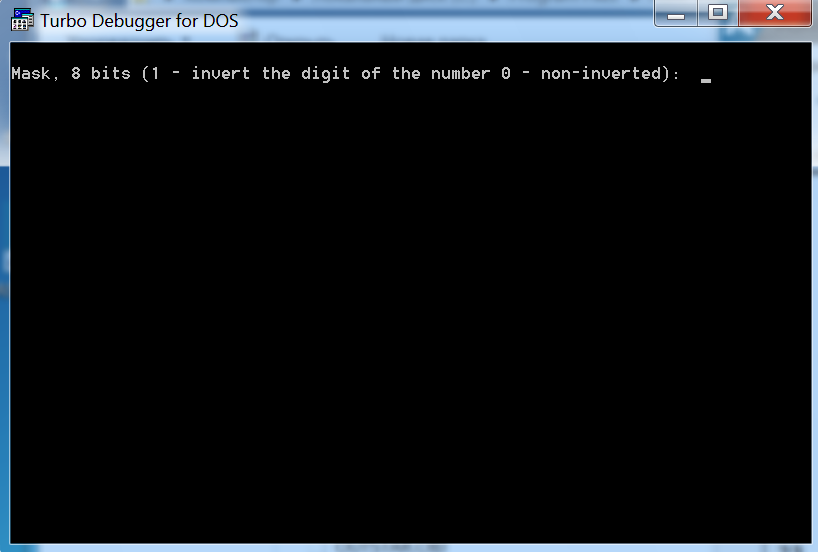 Turbo Debugger for DOS
Mask, 8 bits (1 - invert the digit of the number 0 - non-inverted):